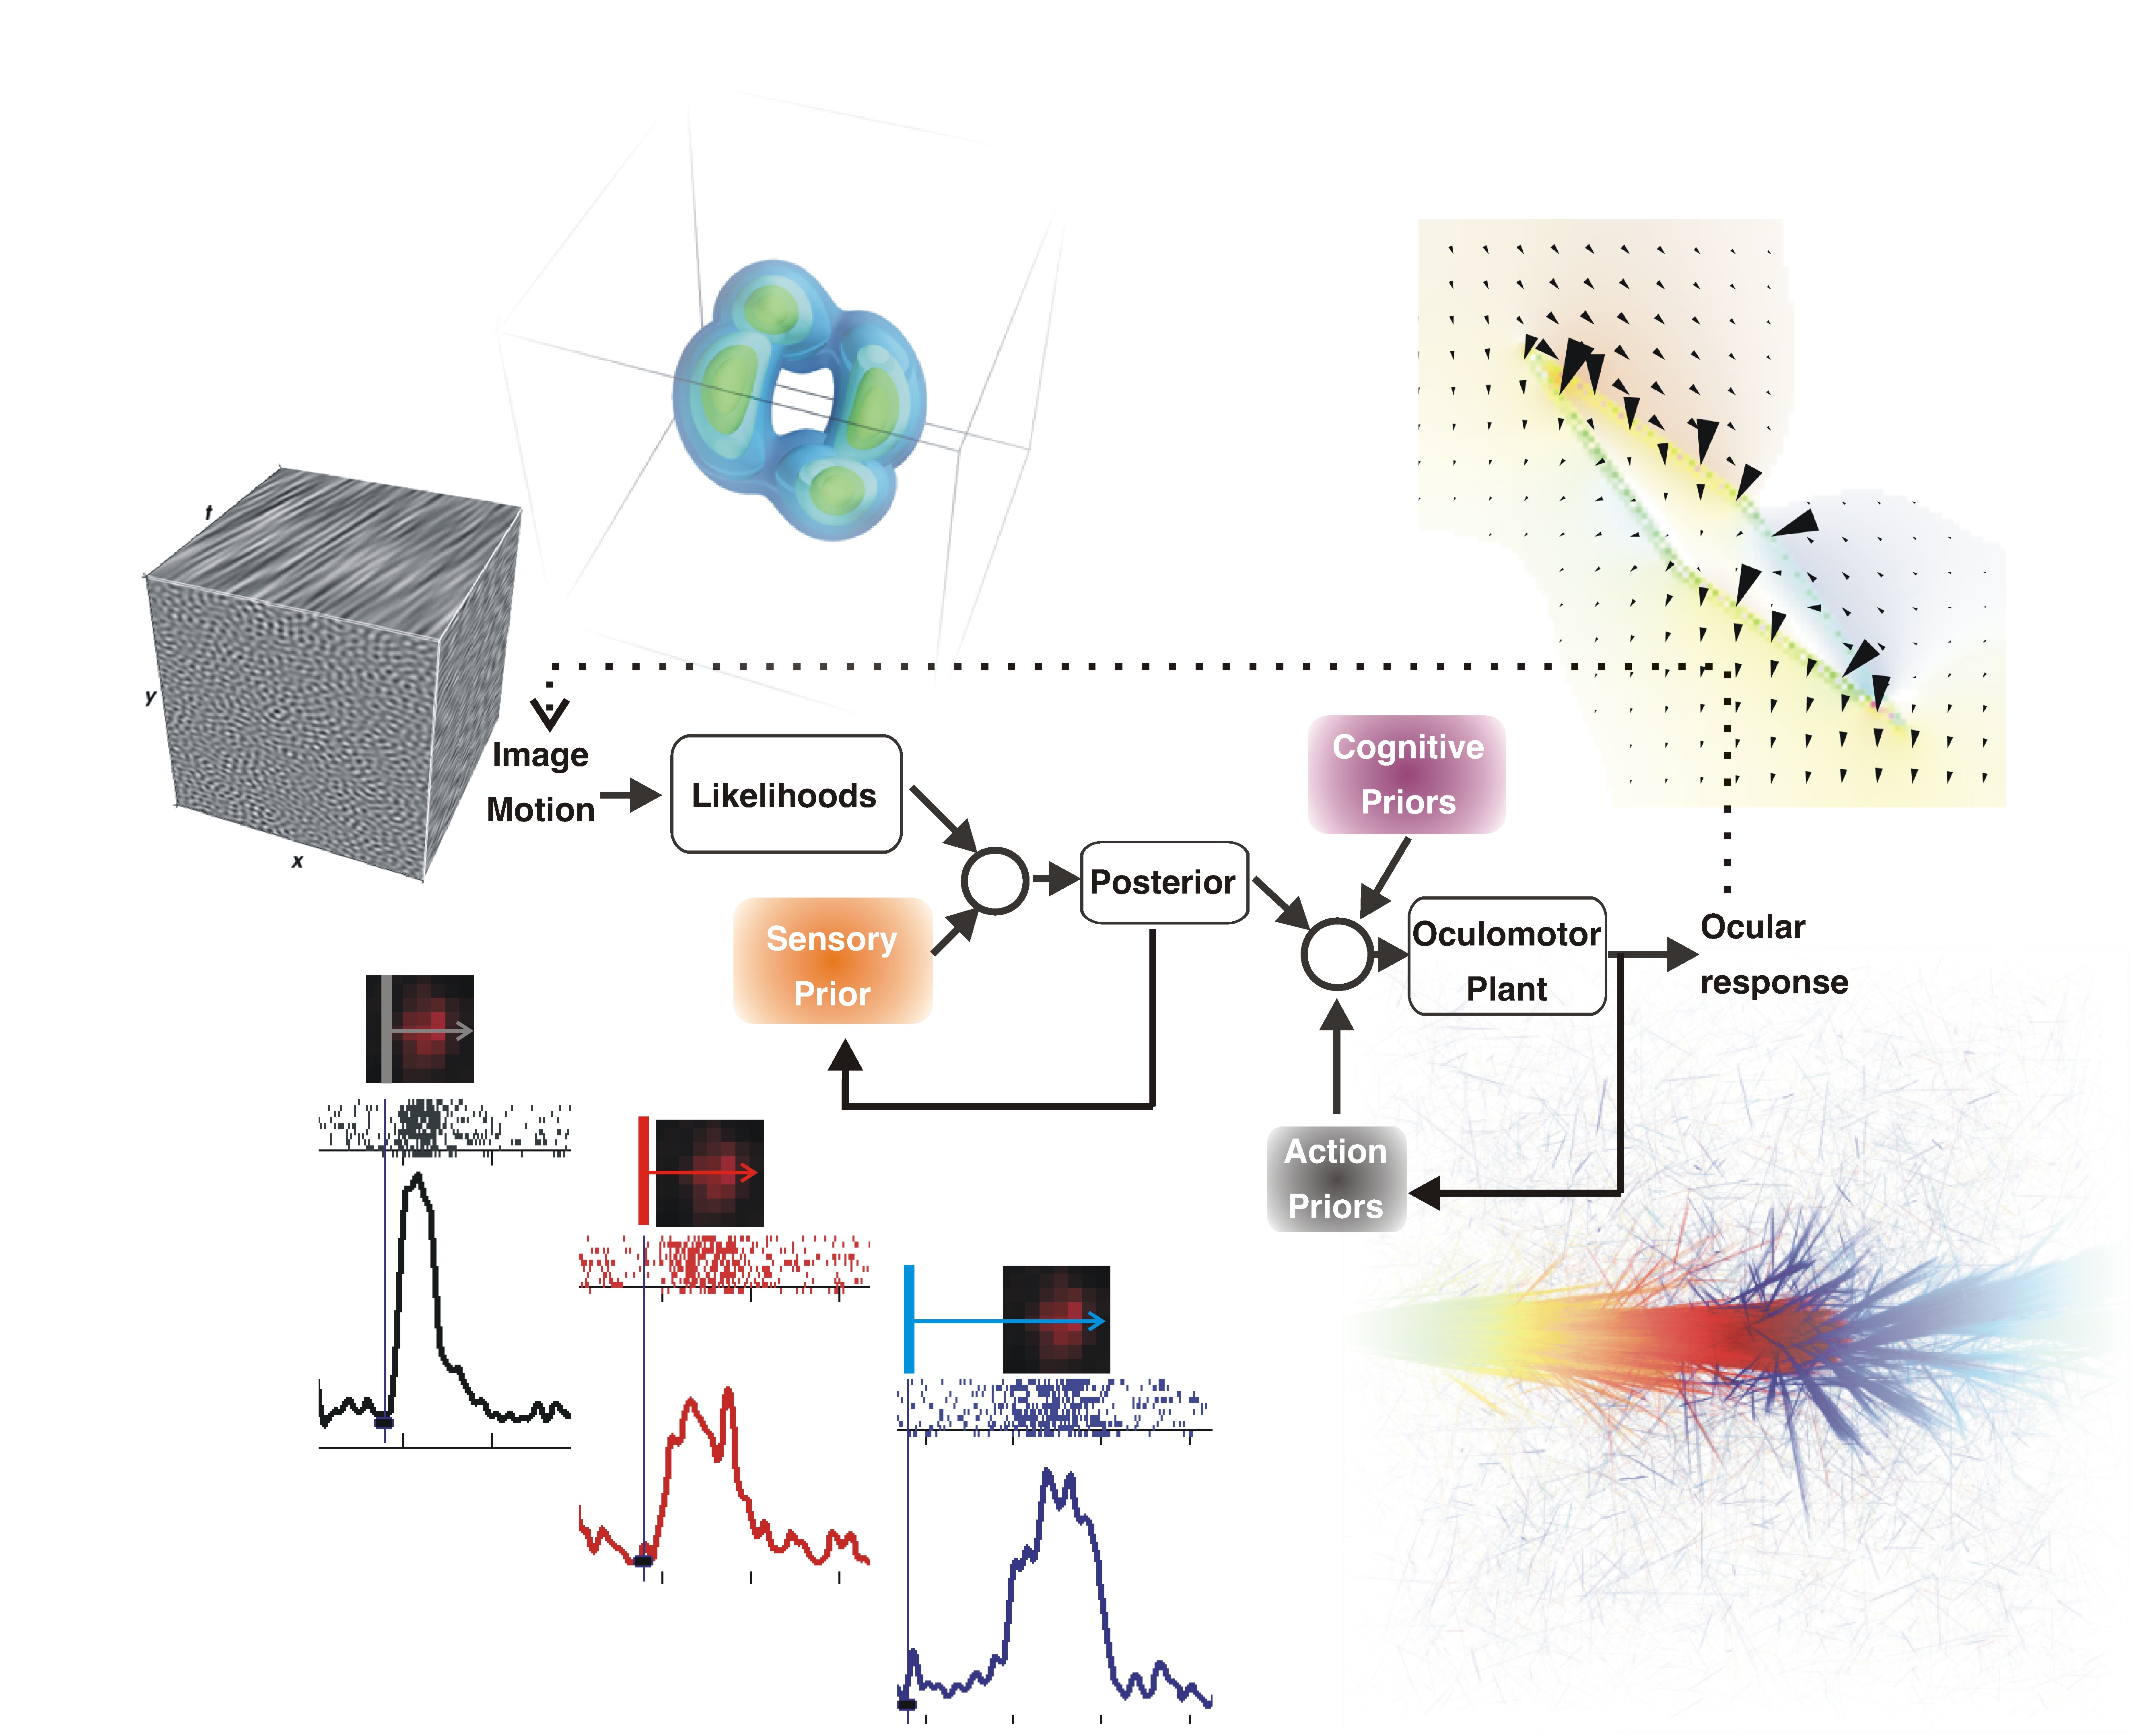 t
y
x
Image
Motion
Likelihoods
Sensory
Prior
Posterior
Cognitive
Priors
Oculomotor
Plant
Ocular
response
Action
Priors